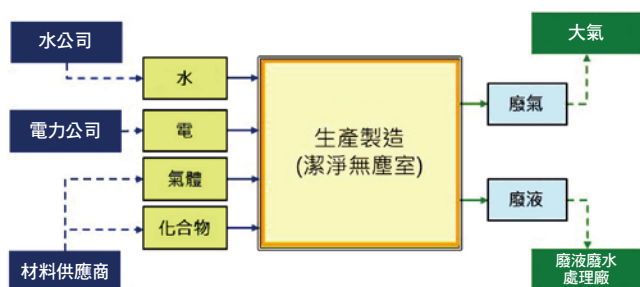 水公司
電力公司
材料供應商
水
電
氣體
化合物
生產製造
(潔淨無塵室)
廢氣
廢液
大氣
廢液廢水
處理廠